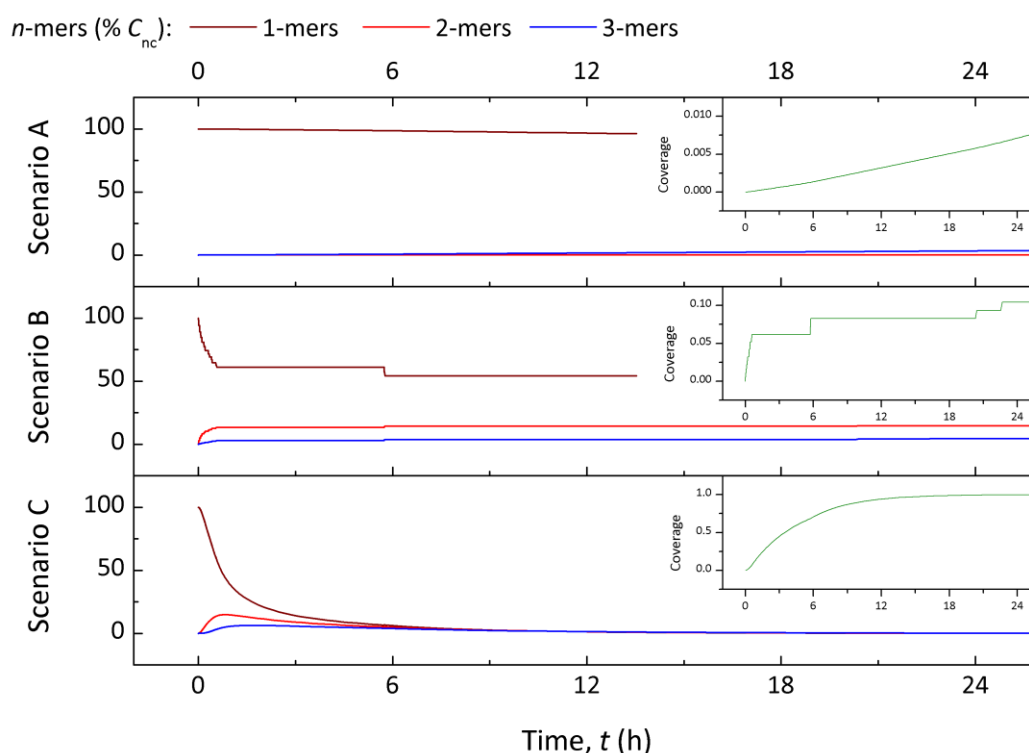 n-mers (% Cnc): 1-mers 2-mers 3-mers
0 6 12 18 24
Scenario A
100
50
0
Coverage
0.010
0.005
0.000
0 6 12 18 24
Scenario B
100
50
0
Coverage
0.10
0.05
0.00
0 6 12 18 24
Scenario C
100
50
0
Coverage
1.0
0.5
0.0
0 6 12 18 24
0 6 12 18 24
Time, t (h)